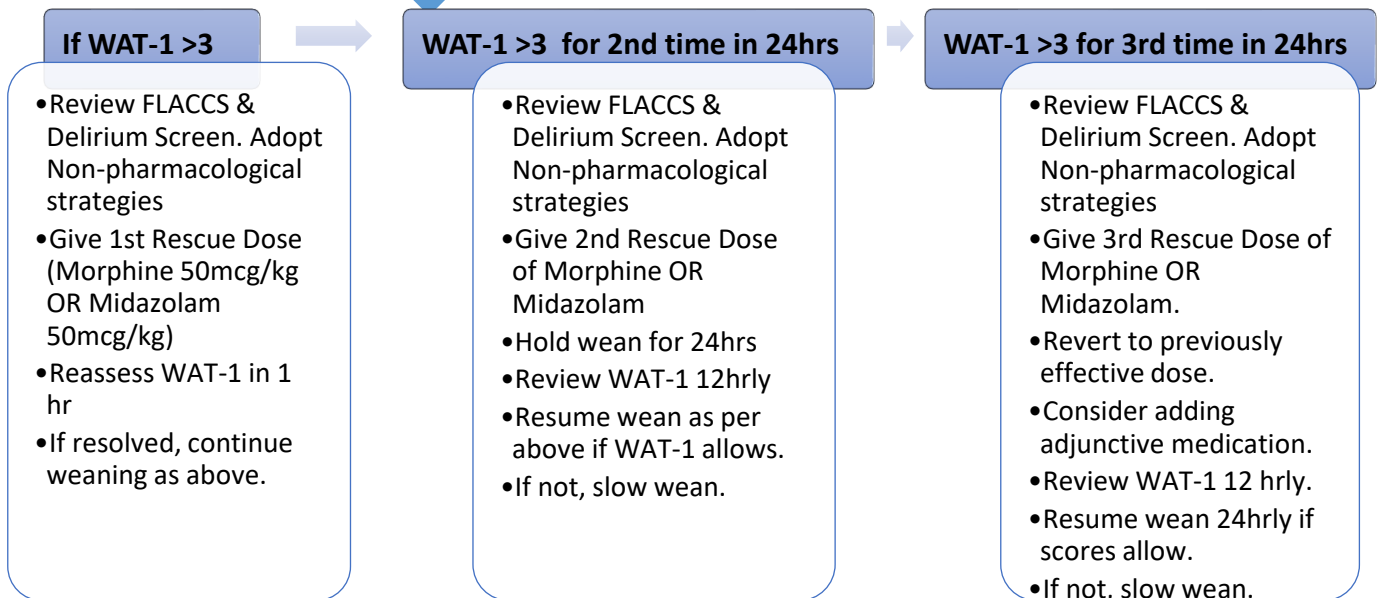 If WAT-1 >3
•Review FLACCS &
Delirium Screen. Adopt
Non-pharmacological
strategies
•Give 1st Rescue Dose
(Morphine 50mcg/kg
OR Midazolam
50mcg/kg)
•Reassess WAT-1 in 1
hr
•If resolved, continue
weaning as above.
WAT-1 >3 for 2nd time in 24hrs
•Review FLACCS &
Delirium Screen. Adopt
Non-pharmacological
strategies
•Give 2nd Rescue Dose
of Morphine OR
Midazolam
•Hold wean for 24hrs
•Review WAT-1 12hrly
•Resume wean as per
above if WAT-1 allows.
•If not, slow wean.
WAT-1 >3 for 3rd time in 24hrs
•Review FLACCS &
Delirium Screen. Adopt
Non-pharmacological
strategies
•Give 3rd Rescue Dose of
Morphine OR
Midazolam.
•Revert to previously
effective dose.
•Consider adding
adjunctive medication.
•Review WAT-1 12 hrly.
•Resume wean 24hrly if
scores allow.
•If not, slow wean.